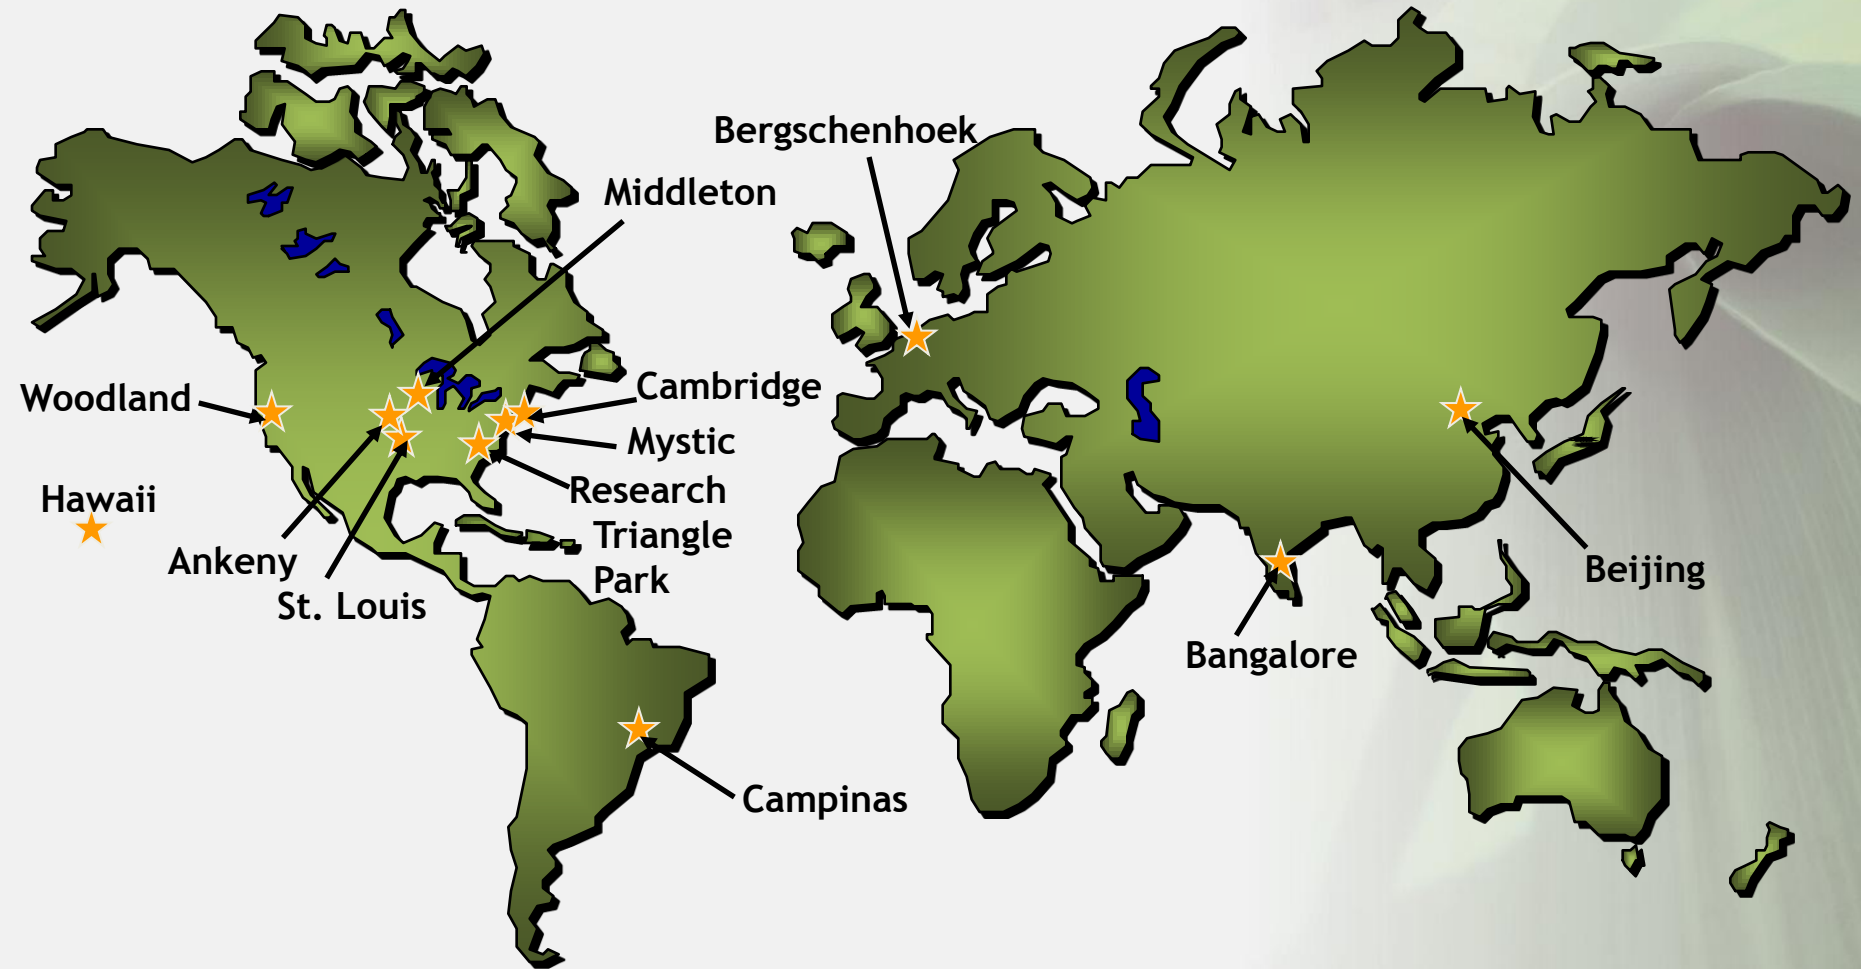 Bergschenhoek
Middleton
Woodland
Cambridge
Mystic
Hawaii
Research
Triangle
Park
Ankeny
St. Louis
Beijing
Bangalore
Campinas